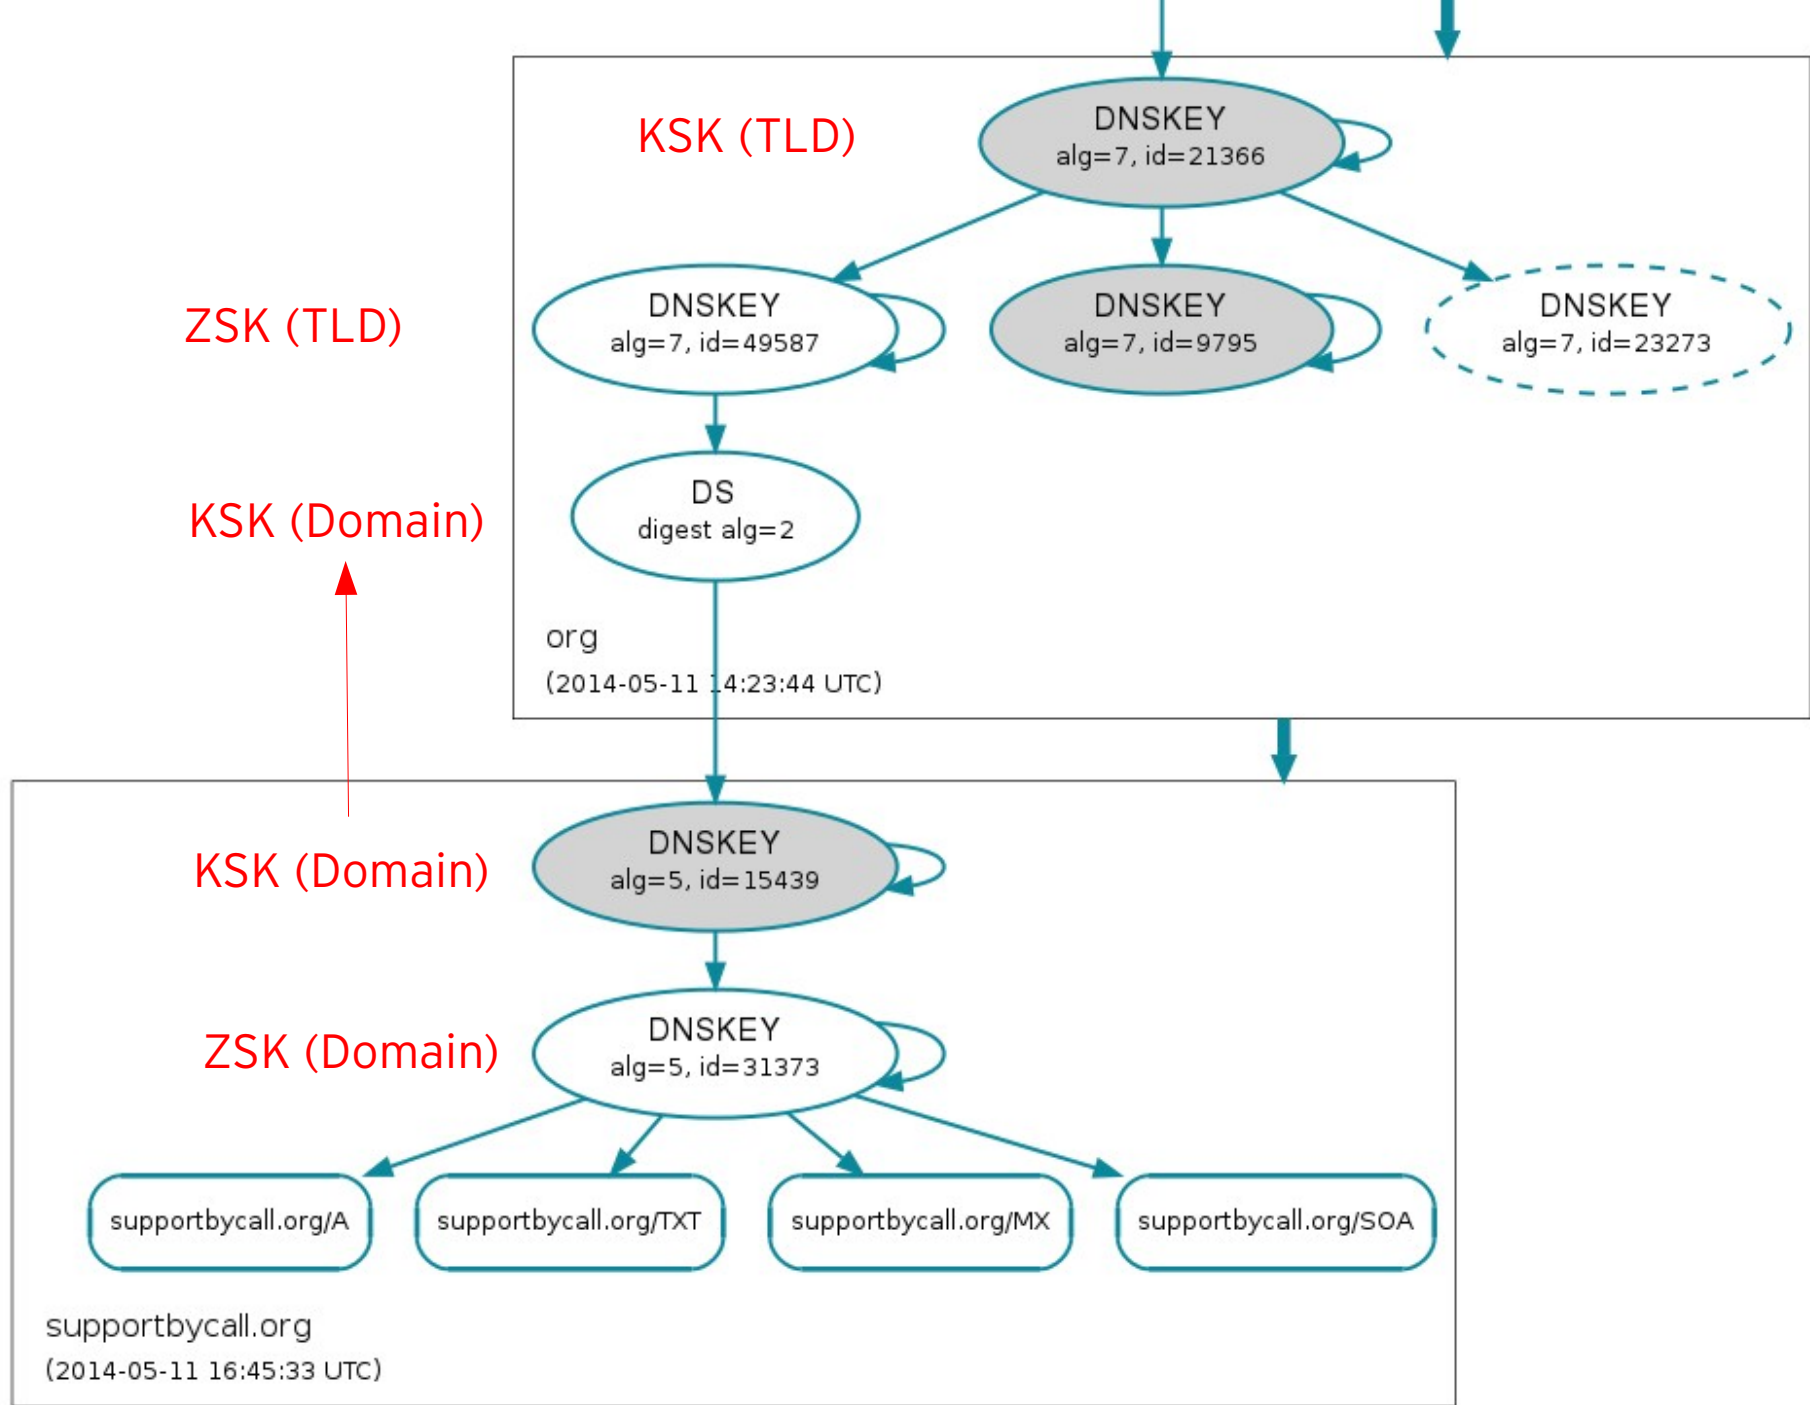 KSK (TLD)
DNSKEY
alg=7, id=21366
ZSK (TLD)
DNSKEY
alg=7, id=49587
DNSKEY
alg=7, id=9795
DNSKEY
alg=7, id=23273
KSK (Domain)
DS
digest alg=2
org
(2014-05-11 14:23:44 UTC)
KSK (Domain)
DNSKEY
alg=5, id=15439
ZSK (Domain)
DNSKEY
alg=5, id=31373
supportbycall.org/A
supportbycall.org/TXT
supportbycall.org/MX
supportbycall.org/SOA
supportbycall.org
(2014-05-11 16:45:33 UTC)